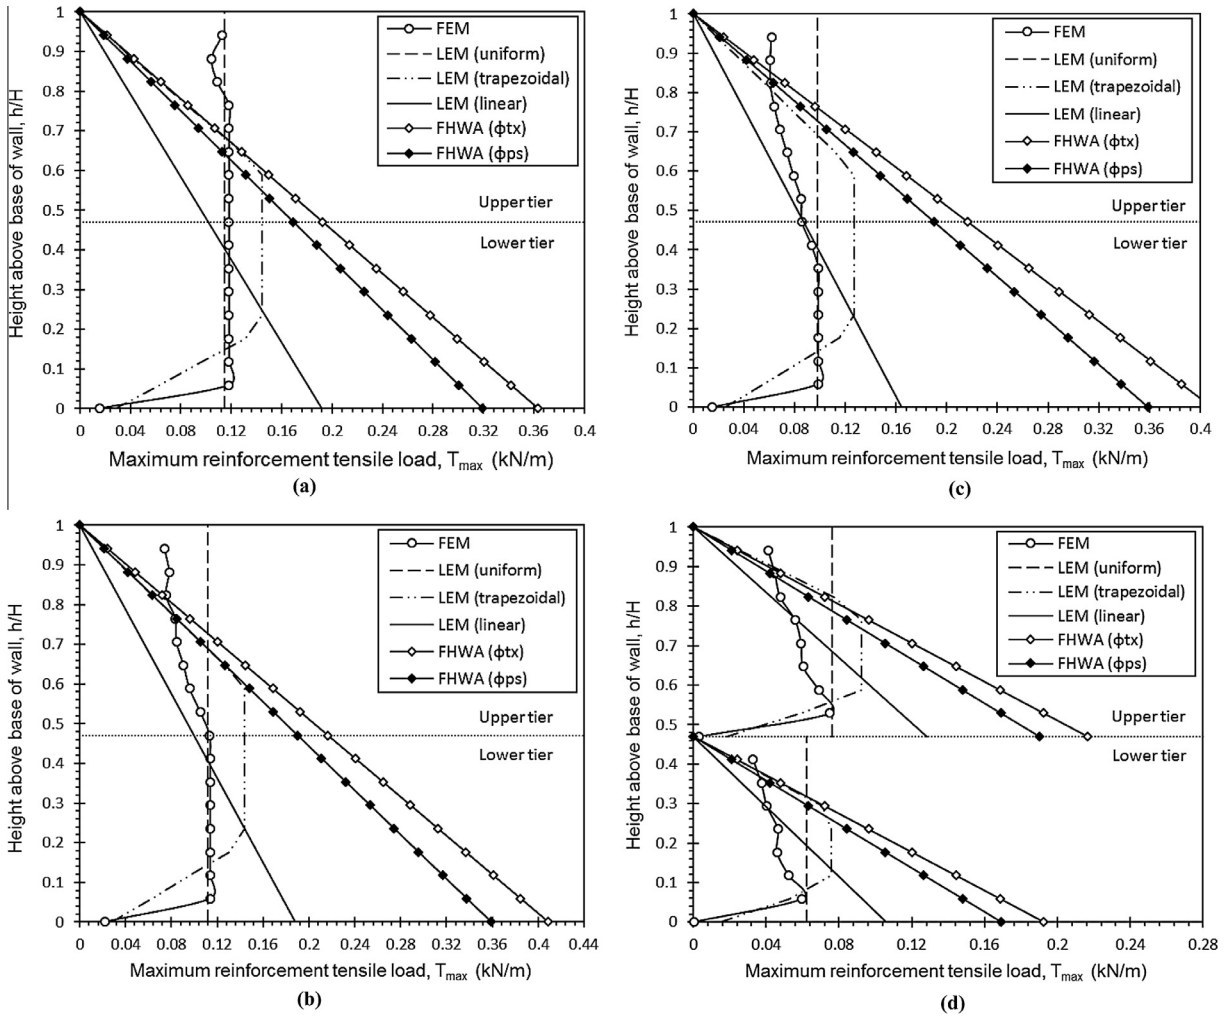 1
0.9
0.8
0.7
0.6
0.5
0.4
0.3
0.2
0.1
0
Height above base of wall, h/H
FEM
LEM (uniform)
LEM (trapezoidal)
LEM (linear)
FHWA (ϕtx)
FHWA (ϕps)
Upper tier
Lower tier
0 0.04 0.08 0.12 0.16 0.2 0.24 0.28 0.32 0.36 0.4
Maximum reinforcement tensile load, Tmax (kN/m)
(a)
1
0.9
0.8
0.7
0.6
0.5
0.4
0.3
0.2
0.1
0
Height above base of wall, h/H
FEM
LEM (uniform)
LEM (trapezoidal)
LEM (linear)
FHWA (ϕtx)
FHWA (ϕps)
Upper tier
Lower tier
0 0.04 0.08 0.12 0.16 0.2 0.24 0.28 0.32 0.36 0.4
Maximum reinforcement tensile load, Tmax (kN/m)
(c)
1
0.9
0.8
0.7
0.6
0.5
0.4
0.3
0.2
0.1
0
Height above base of wall, h/H
FEM
LEM (uniform)
LEM (trapezoidal)
LEM (linear)
FHWA (ϕtx)
FHWA (ϕps)
Upper tier
Lower tier
0 0.04 0.08 0.12 0.16 0.2 0.24 0.28 0.32 0.36 0.4 0.44
Maximum reinforcement tensile load, Tmax (kN/m)
(b)
1
0.9
0.8
0.7
0.6
0.5
0.4
0.3
0.2
0.1
0
Height above base of wall, h/H
FEM
LEM (uniform)
LEM (trapezoidal)
LEM (linear)
FHWA (ϕtx)
FHWA (ϕps)
Upper tier
Lower tier
0 0.04 0.08 0.12 0.16 0.2 0.24 0.28
Maximum reinforcement tensile load, Tmax (kN/m)
(d)